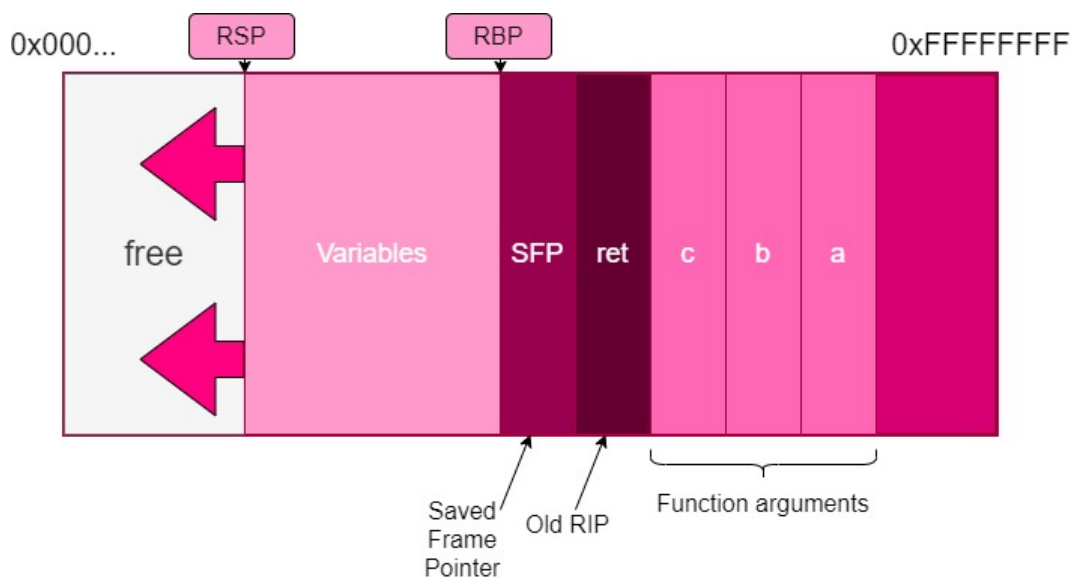 RSP
RBP
0x000...
0xFFFFFFFF
free
Variables
SFP
ret
c
b
a
Saved
Frame
Pointer
Old RIP
Function arguments